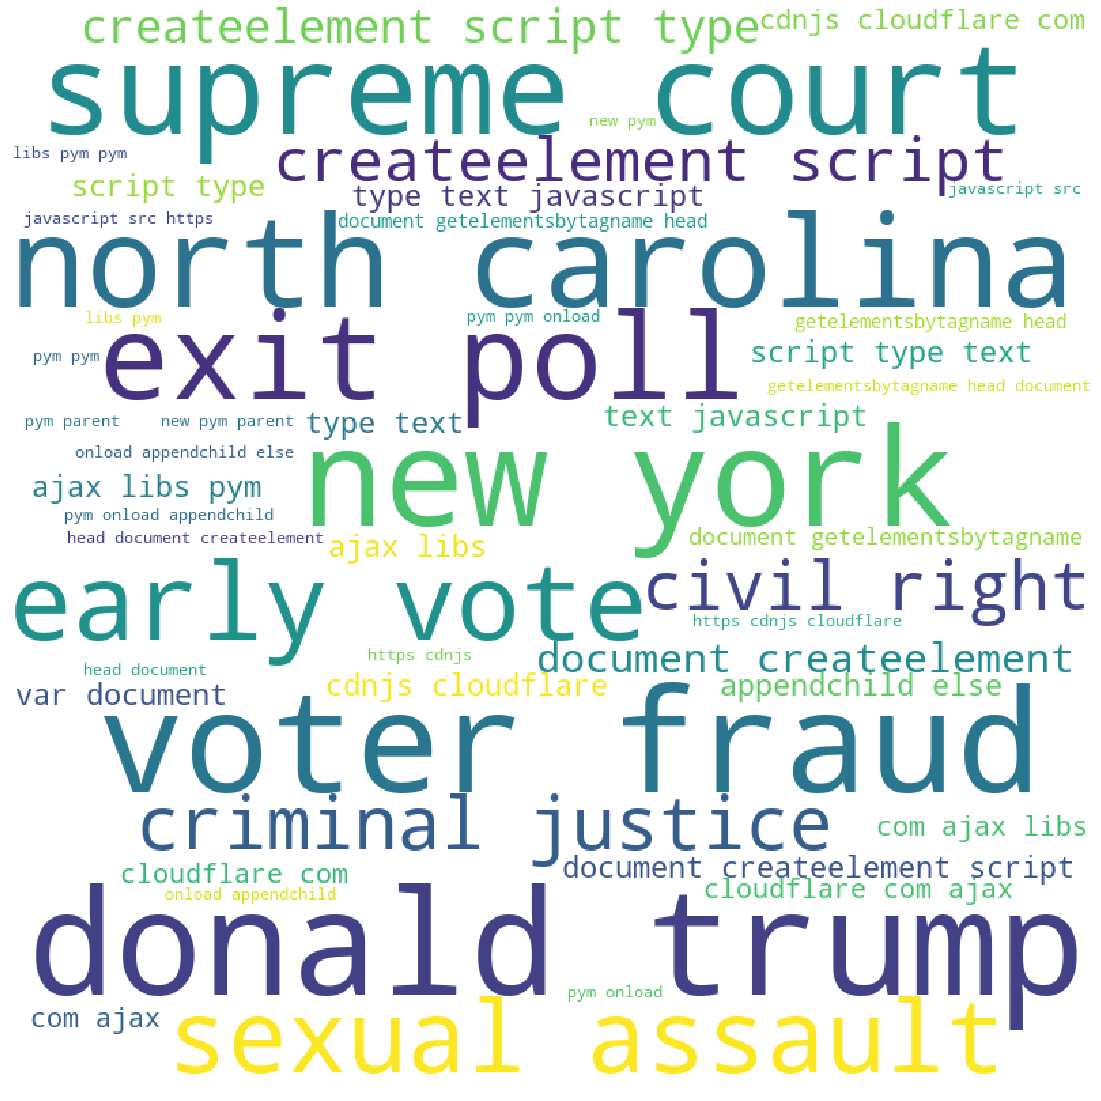 createelement script type
cdnjs cloudflare com
supreme court
new pym
libs pym pym
createelement script
script type
type text javascript
javascript src
javascript src https
document getelementsbytagname head
north carolina
libs pym
pym pym onload
getelementsbytagname head
exit poll
pym pym
script type text
getelementsbytagname head document
pym parent
new pym parent
type text
text javascript
onload appendchild else
new york
ajax libs pym
pym onload appendchild
head document createelement
ajax libs
document getelementsbytagname
early vote
civil right
https cdnjs cloudflare
https cdnjs
document createelement
head document
var document
cdnjs cloudflare
appendchild else
voter fraud
criminal justice
com ajax libs
document createelement script
cloudflare com
onload appendchild
cloudflare com ajax
donald trump
pym onload
com ajax
sexual assault